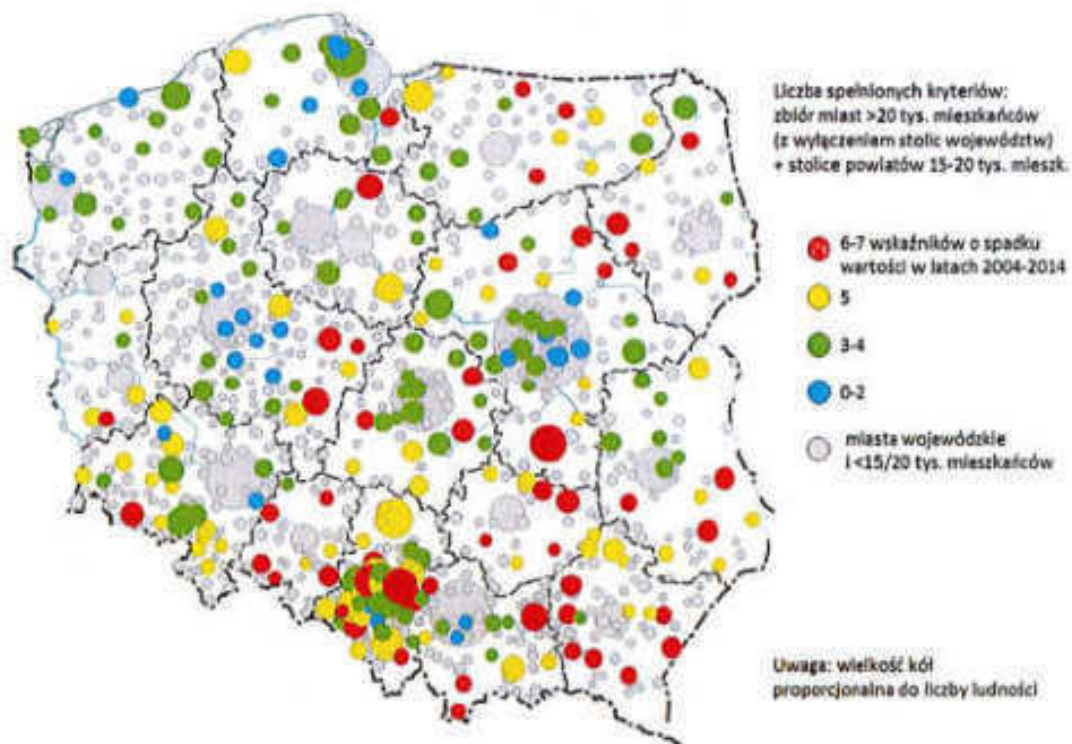 Liczba spełnionych kryteriów:
zbiór miast >20 tys. mieszkańców
(z wyłączeniem stolic województw)
+ stolice powiatów 15-20 tys. mieszk.
6-7 wskaźników o spadku
wartości w latach 2004-2014
5
3-4
0-2
miasta wojewódzkie
i <15/20 tys. mieszkańców
Uwaga: wielkość kół
proporcjonalna do liczby ludności